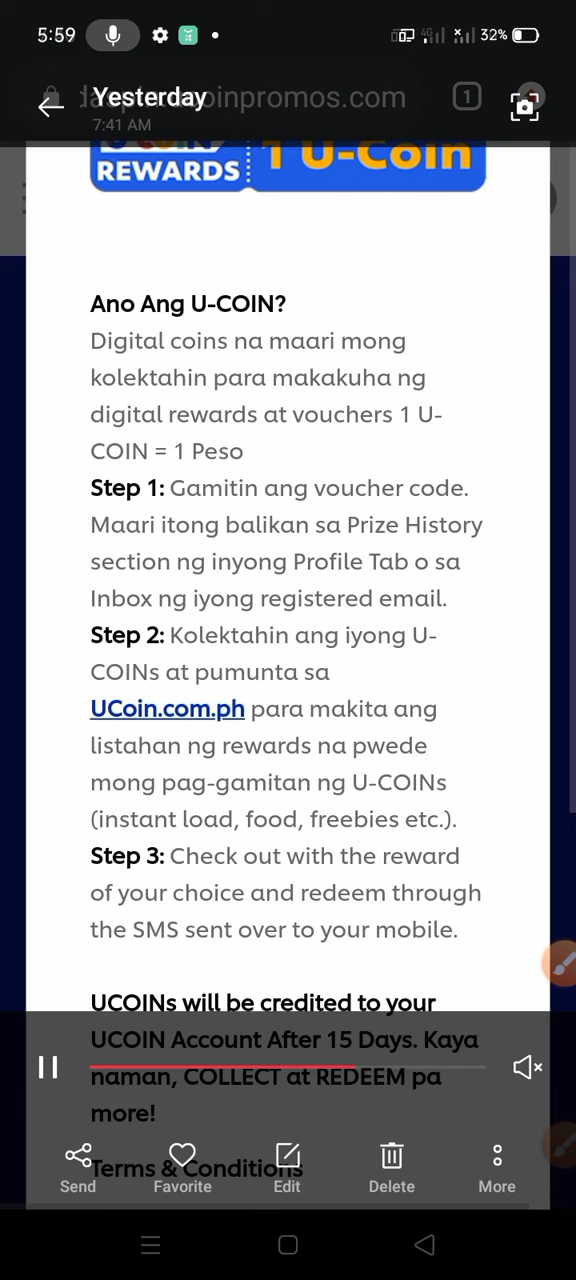 5:59
4G
32%
Yesterday
oinpromos.com
1
7:41 AM
U COIN
1 U-Coin
REWARDS
Ano Ang U-COIN?
Digital coins na maari mong
kolektahin para makakuha ng
digital rewards at vouchers 1 U-
COIN = 1 Peso
Step 1: Gamitin ang voucher code.
Maari itong balikan sa Prize History
section ng inyong Profile Tab o sa
Inbox ng iyong registered email.
Step 2: Kolektahin ang iyong U-
COINs at pumunta sa
UCoin.com.ph para makita ang
listahan ng rewards na pwede
mong pag-gamitan ng U-COINs
(instant load, food, freebies etc.).
Step 3: Check out with the reward
of your choice and redeem through
the SMS sent over to your mobile.
UCOINs will be credited to your
UCOIN Account After 15 Days. Kaya
naman, COLLECT at REDEEM pa
more!
Terms & Conditions
Send
Favorite
Edit
Delete
More